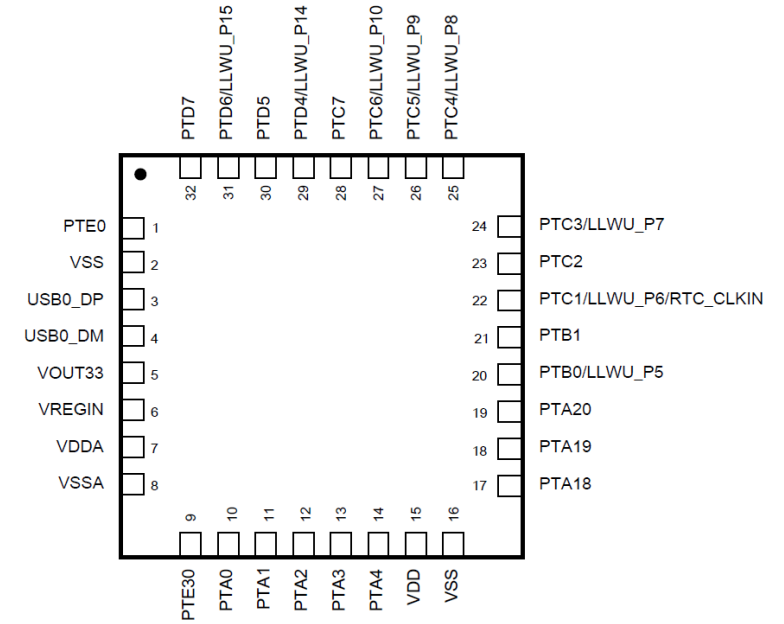 PTD7
PTD6/LLWU_P15
PTD5
PTD4/LLWU_P14
PTC7
PTC6/LLWU_P10
PTC5/LLWU_P9
PTC4/LLWU_P8
32
31
30
29
28
27
26
25
PTE0 1
VSS 2
USB0_DP 3
USB0_DM 4
VOUT33 5
VREGIN 6
VDDA 7
VSSA 8
24 PTC3/LLWU_P7
23 PTC2
22 PTC1/LLWU_P6/RTC_CLKIN
21 PTB1
20 PTB0/LLWU_P5
19 PTA20
18 PTA19
17 PTA18
9
10
11
12
13
14
15
16
PTE30
PTA0
PTA1
PTA2
PTA3
PTA4
VDD
VSS